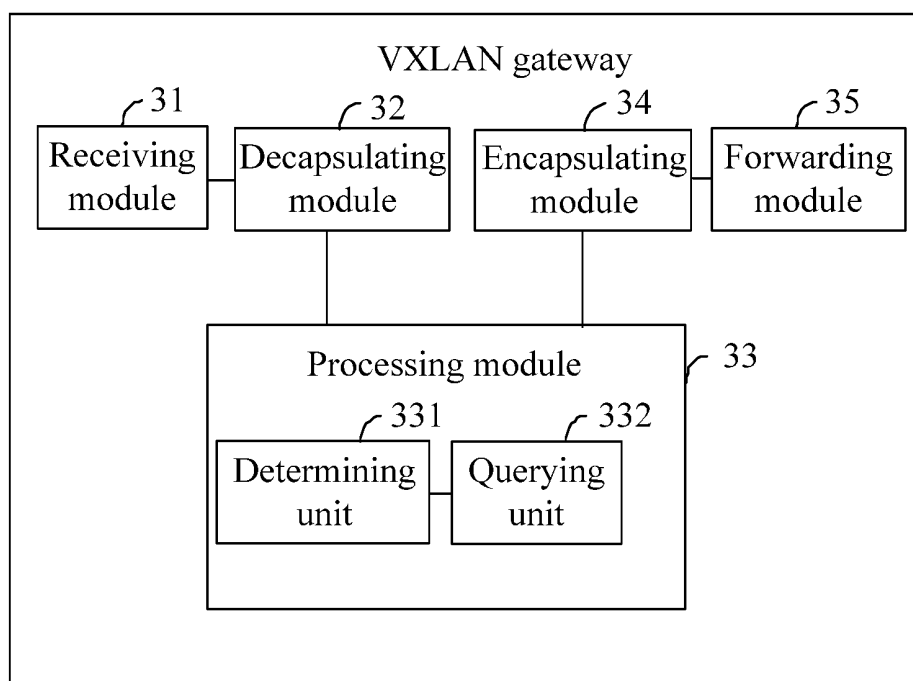 VXLAN gateway
31
32
34
35
Receiving
module
Decapsulating
module
Encapsulating
module
Forwarding
module
Processing module
33
331
332
Determining
unit
Querying
unit